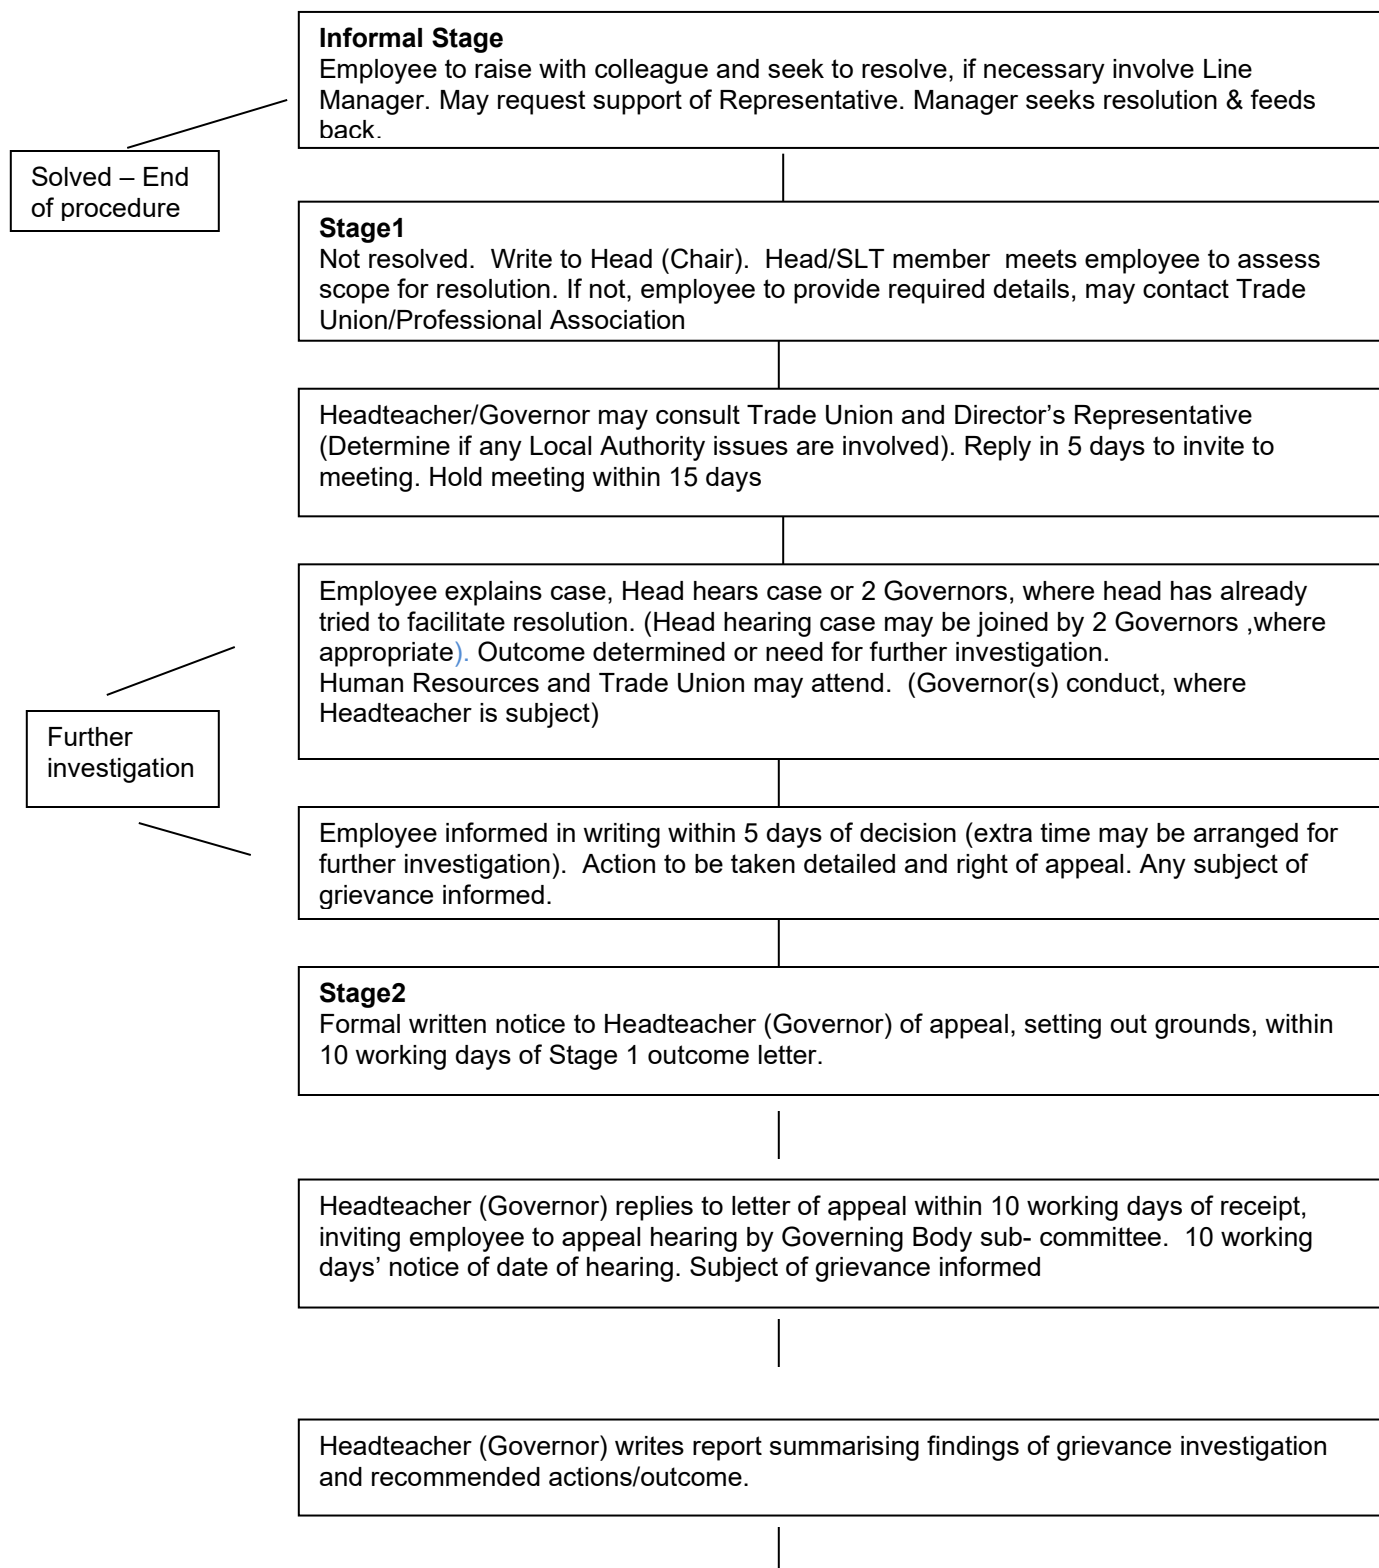 Informal Stage
Employee to raise with colleague and seek to resolve, if necessary involve Line
Manager. May request support of Representative. Manager seeks resolution & feeds
back.
Solved – End
of procedure
Stage1
Not resolved.  Write to Head (Chair).  Head/SLT member  meets employee to assess
scope for resolution. If not, employee to provide required details, may contact Trade
Union/Professional Association
Headteacher/Governor may consult Trade Union and Director’s Representative
(Determine if any Local Authority issues are involved). Reply in 5 days to invite to
meeting. Hold meeting within 15 days
Employee explains case, Head hears case or 2 Governors, where head has already
tried to facilitate resolution. (Head hearing case may be joined by 2 Governors ,where
appropriate). Outcome determined or need for further investigation.
Human Resources and Trade Union may attend.  (Governor(s) conduct, where
Headteacher is subject)
Further
investigation
Employee informed in writing within 5 days of decision (extra time may be arranged for
further investigation).  Action to be taken detailed and right of appeal. Any subject of
grievance informed.
Stage2
Formal written notice to Headteacher (Governor) of appeal, setting out grounds, within
10 working days of Stage 1 outcome letter.
Headteacher (Governor) replies to letter of appeal within 10 working days of receipt,
inviting employee to appeal hearing by Governing Body sub- committee.  10 working
days’ notice of date of hearing. Subject of grievance informed
Headteacher (Governor) writes report summarising findings of grievance investigation
and recommended actions/outcome.